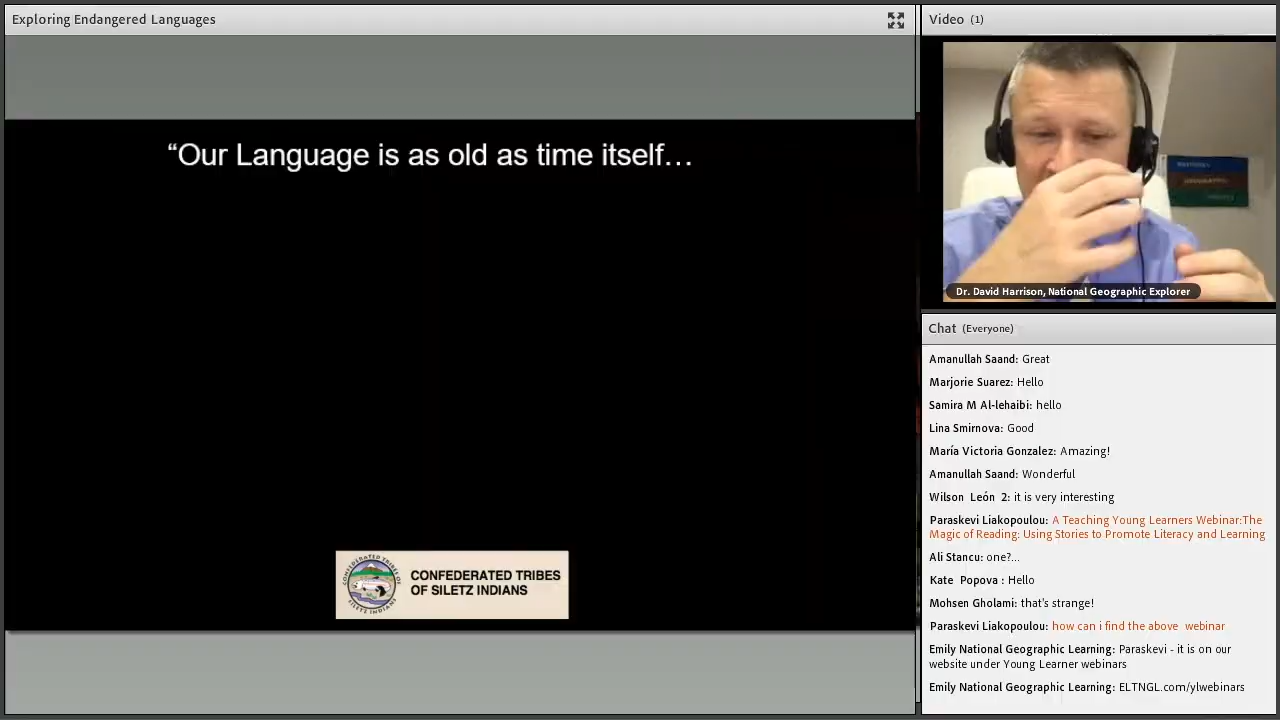 Exploring Endangered Languages
“Our Language is as old as time itself…
CONFEDERATED TRIBES
OF SILETZ INDIANS
Video (1)
Dr. David Harrison, National Geographic Explorer
Chat (Everyone)
Amanullah Saand: Great
Marjorie Suarez: Hello
Samira M Al-lehaibi: hello
Lina Smirnova: Good
María Victoria Gonzalez: Amazing!
Amanullah Saand: Wonderful
Wilson León 2: it is very interesting
Paraskevi Liakopoulou: A Teaching Young Learners Webinar:The
Magic of Reading: Using Stories to Promote Literacy and Learning
Ali Stancu: one?...
Kate Popova : Hello
Mohsen Gholami: that's strange!
Paraskevi Liakopoulou: how can i find the above webinar
Emily National Geographic Learning: Paraskevi - it is on our
website under Young Learner webinars
Emily National Geographic Learning: ELTNGL.com/ylwebinars